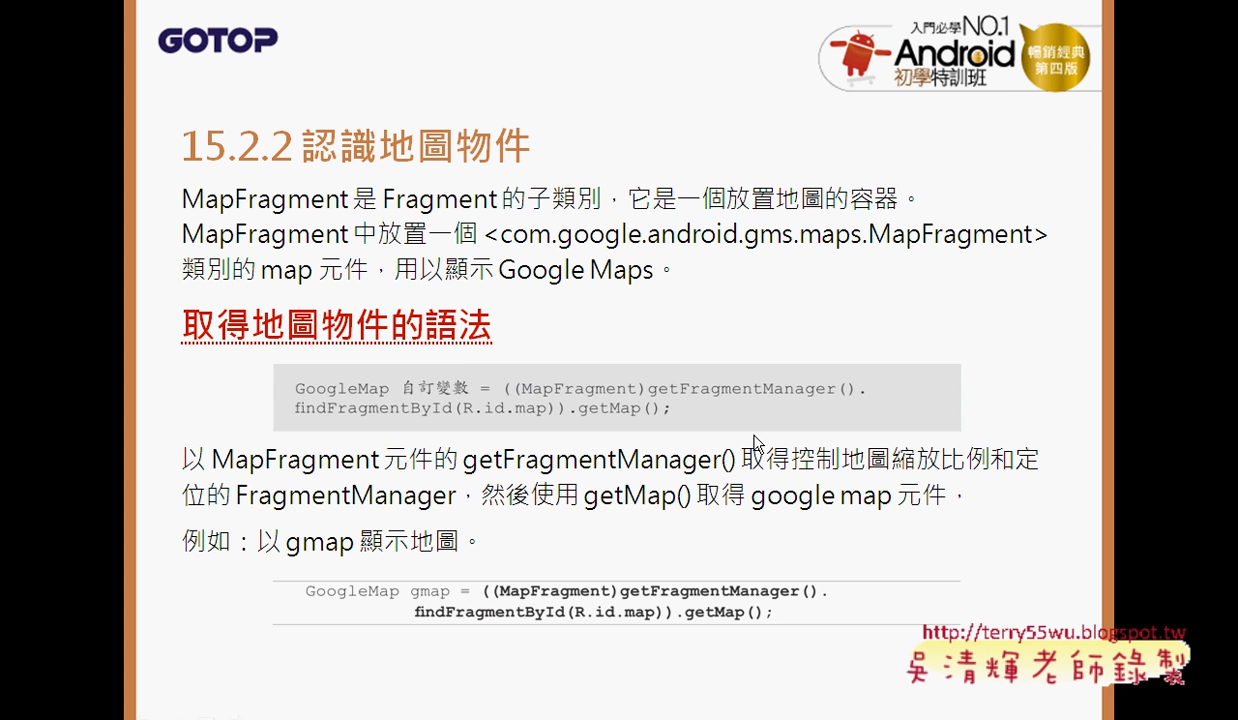 GOTOP
入門必學NO.1
Android
初學特訓班
暢銷經典
第四版
15.2.2 認識地圖物件
MapFragment 是 Fragment 的子類別，它是一個放置地圖的容器。
MapFragment 中放置一個 <com.google.android.gms.maps.MapFragment>
類別的 map 元件，用以顯示 Google Maps。
取得地圖物件的語法
GoogleMap 自訂變數 = ((MapFragment)getFragmentManager().
findFragmentById(R.id.map)).getMap();
以 MapFragment 元件的 getFragmentManager() 取得控制地圖縮放比例和定
位的 FragmentManager，然後使用 getMap() 取得 google map 元件，
例如：以 gmap 顯示地圖。
GoogleMap gmap = ((MapFragment)getFragmentManager().
findFragmentById(R.id.map)).getMap();
http://terry55wu.blogspot.tw
吳清輝老師錄製